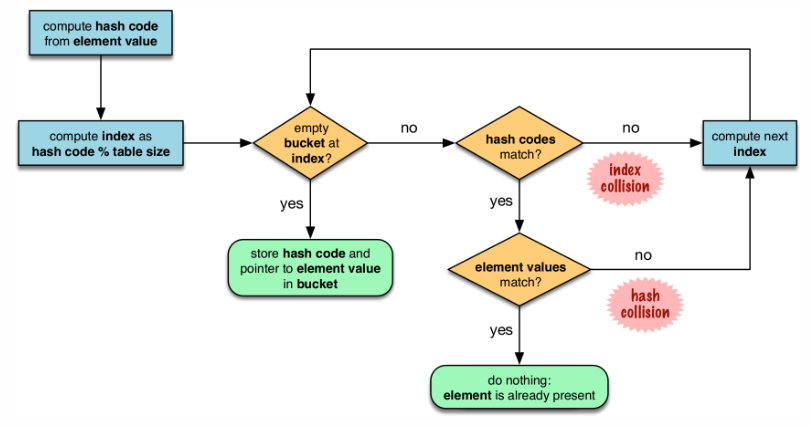 compute hash code
from element value
compute index as
hash code % table size
empty
bucket at
index?
no
hash codes
match?
no
compute next
index
index
collision
yes
store hash code and
pointer to element value
in bucket
yes
element values
match?
no
hash
collision
yes
do nothing:
element is already present